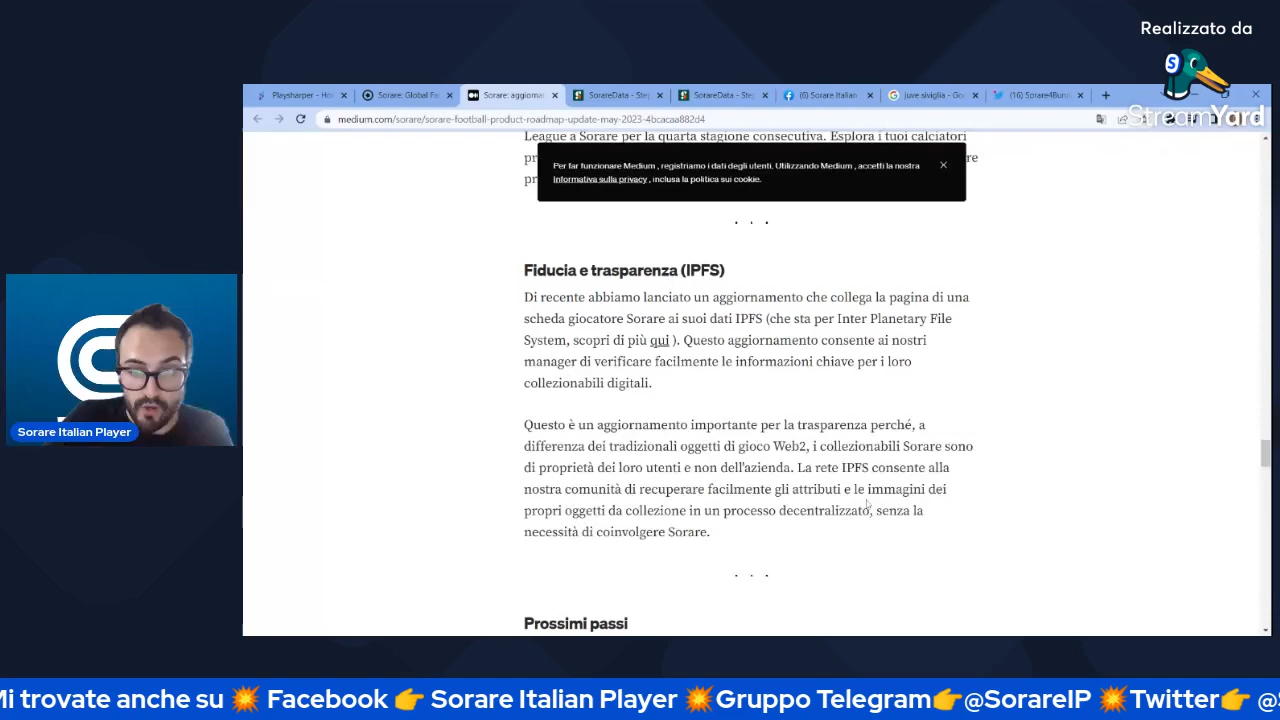 Realizzato da
StreamYard
Playsharper - Ho
Sorare: Global Fa
Sorare: aggiorna
SorareData - Ste
SorareData - Ste
(6) Sorare Italian
juve siviglia - Go
(16) Sorare4Bur
medium.com/sorare/sorare-football-product-roadmap-update-may-2023-4bcacaa882d4
League a Sorare per la quarta stagione consecutiva. Esplora i tuoi calciatori
Per far funzionare Medium , registriamo i dati degli utenti. Utilizzando Medium , accetti la nostra
Informativa sulla privacy , inclusa la politica sui cookie.
Fiducia e trasparenza (IPFS)
Di recente abbiamo lanciato un aggiornamento che collega la pagina di una
scheda giocatore Sorare ai suoi dati IPFS (che sta per Inter Planetary File
System, scopri di più qui ). Questo aggiornamento consente ai nostri
manager di verificare facilmente le informazioni chiave per i loro
collezionabili digitali.
Questo è un aggiornamento importante per la trasparenza perché, a
differenza dei tradizionali oggetti di gioco Web2, i collezionabili Sorare sono
di proprietà dei loro utenti e non dell'azienda. La rete IPFS consente alla
nostra comunità di recuperare facilmente gli attributi e le immagini dei
propri oggetti da collezione in un processo decentralizzato, senza la
necessità di coinvolgere Sorare.
Prossimi passi
Sorare Italian Player
Mi trovate anche su 💥 Facebook 👉 Sorare Italian Player 💥Gruppo Telegram👉@SorareIP 💥Twitter👉 @S